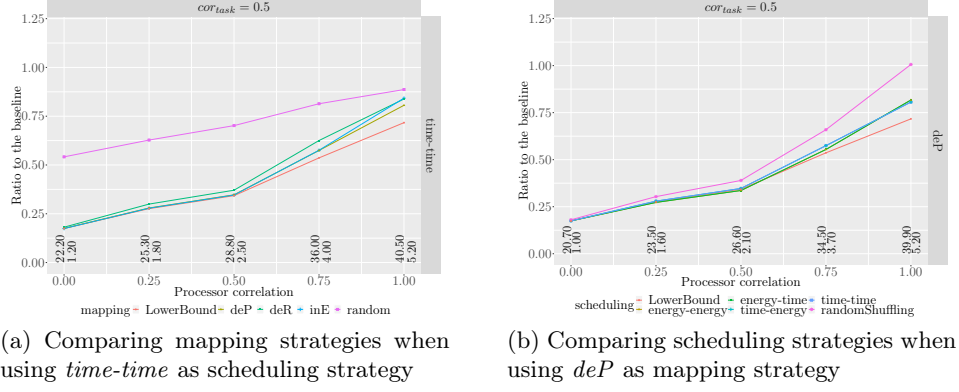 cor_task = 0.5
1.25
1.00
0.75
0.50
0.25
0.00
Ratio to the baseline
time-time
22.20
1.20
25.30
1.80
28.80
2.50
36.00
4.00
40.50
5.20
0.00 0.25 0.50 0.75 1.00
Processor correlation
mapping LowerBound deP deR inE random
(a) Comparing mapping strategies when
using time-time as scheduling strategy
cor_task = 0.5
1.25
1.00
0.75
0.50
0.25
0.00
Ratio to the baseline
deP
20.70
1.00
23.50
1.60
26.60
2.10
34.50
3.70
39.90
5.20
0.00 0.25 0.50 0.75 1.00
Processor correlation
scheduling LowerBound energy-time time-time
energy-energy time-energy randomShuffling
(b) Comparing scheduling strategies when
using deP as mapping strategy